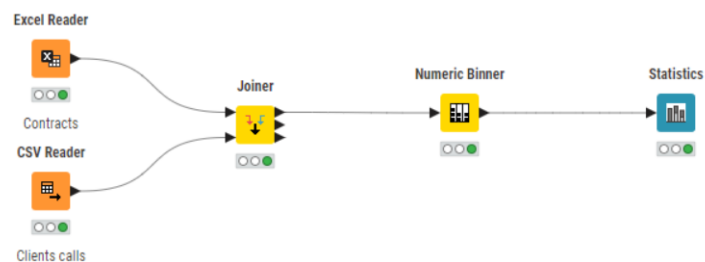 Excel Reader
Contracts
CSV Reader
Clients calls
Joiner
Numeric Binner
Statistics